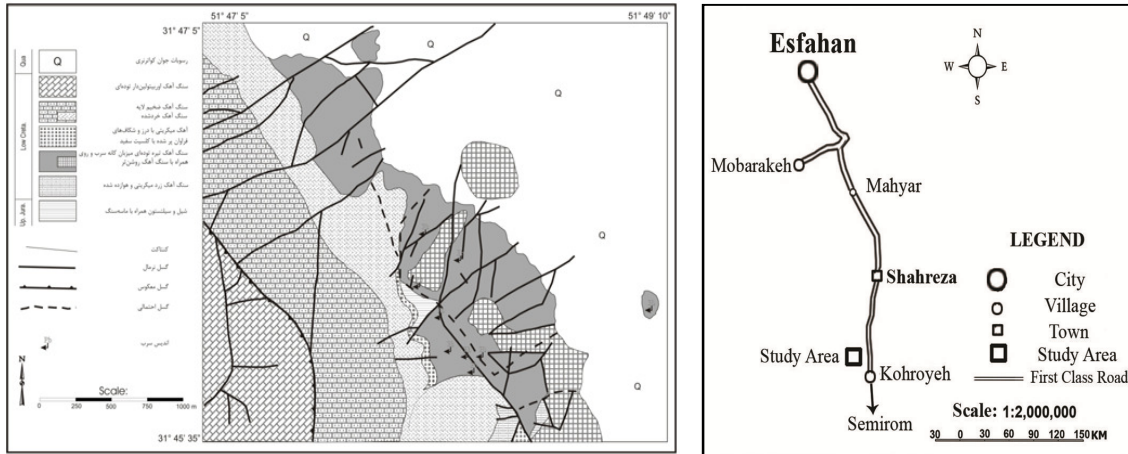 51° 47' 5"
51° 49' 10"
31° 47' 5"
31° 45' 35"
Qua
Low Creta.
Up. Jura.
Q
رسوبات جوان کواترنری
سنگ آهک اوربیتولین‌دار توده‌ای
سنگ آهک ضخیم لایه
سنگ آهک خردشده
آهک میکریتی با درز و شکاف‌های
فراوان پر شده با کلسیت سفید
سنگ آهک تیره توده‌ای میزبان کانه سرب و روی
همراه با سنگ آهک روشن‌تر
سنگ آهک زرد میکریتی و هوازده شده
شیل و سیلتستون همراه با ماسه‌سنگ
کنتاکت
گسل نرمال
گسل معکوس
گسل احتمالی
اندیس سرب
N
Scale:
0 250 500 750 1000 m
Q
Q
Q
Q
Q
Q
Esfahan
N
W E
S
Mobarakeh
Mahyar
Shahreza
Study Area
Kohroyeh
Semirom
LEGEND
City
Village
Town
Study Area
First Class Road
Scale: 1:2,000,000
30 0 30 60 90 120 150 KM